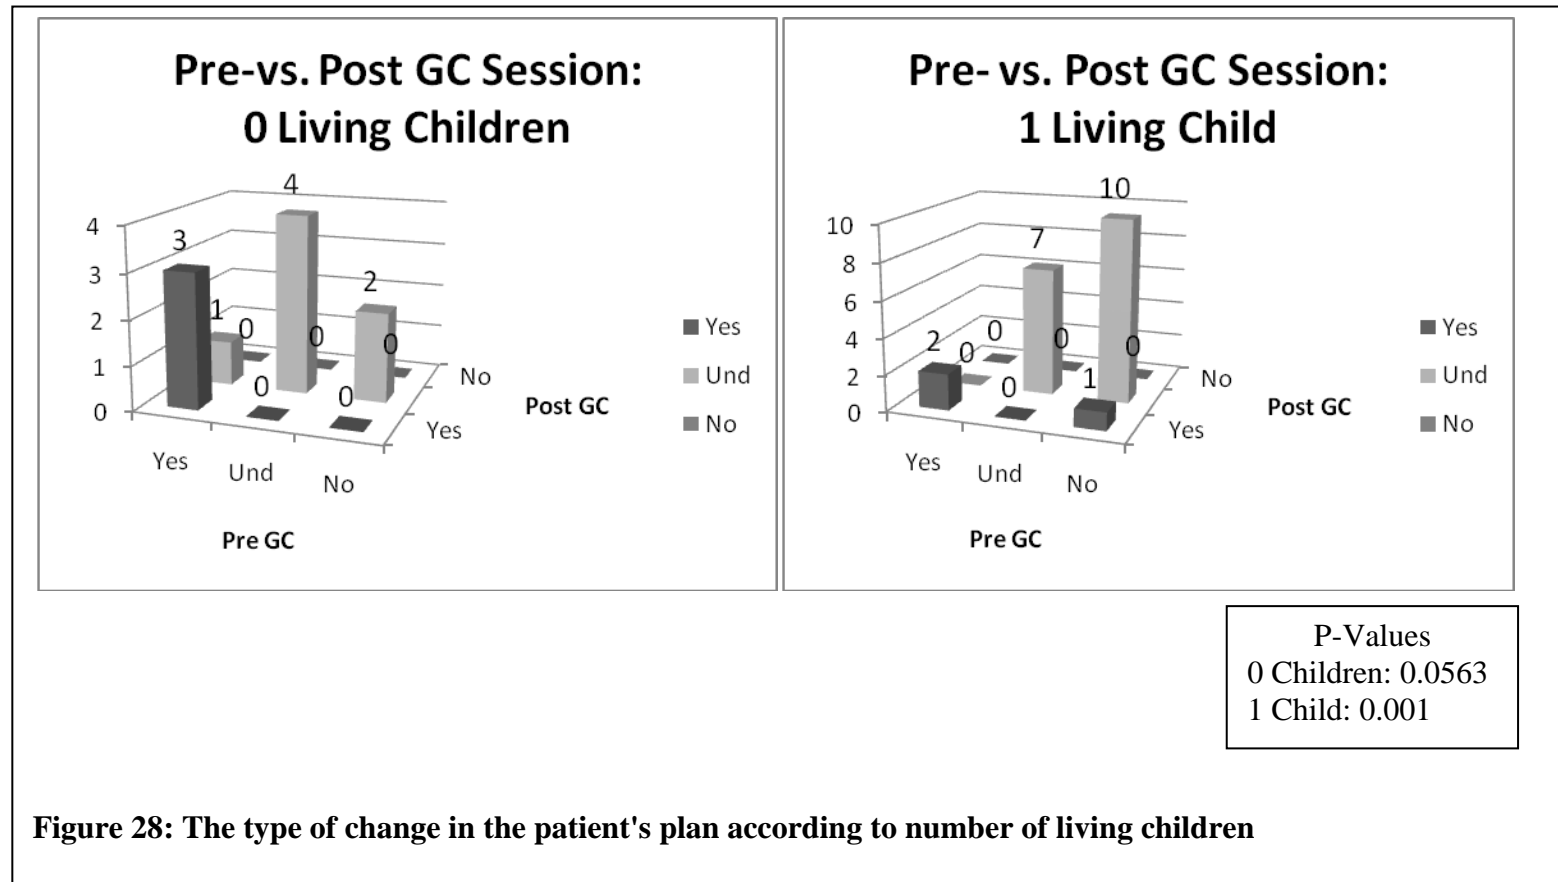 Pre-vs. Post GC Session:
0 Living Children
4
3
2
1
0
3
1
0
4
0
0
2
0
0
Yes
Und
No
Pre GC
No
Yes
Post GC
Yes
Und
No
Pre- vs. Post GC Session:
1 Living Child
10
8
6
4
2
0
2
0
0
7
0
0
10
1
0
Yes
Und
No
Pre GC
No
Yes
Post GC
Yes
Und
No
P-Values
0 Children: 0.0563
1 Child: 0.001
Figure 28: The type of change in the patient's plan according to number of living children